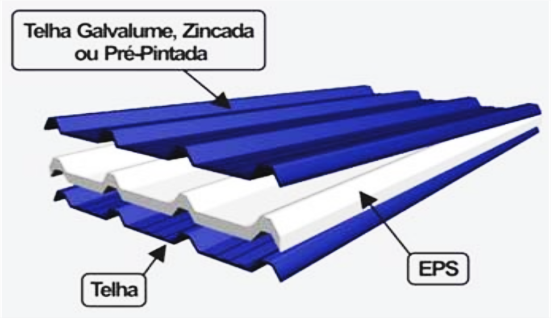 Telha Galvalume, Zincada
ou Pré-Pintada
EPS
Telha